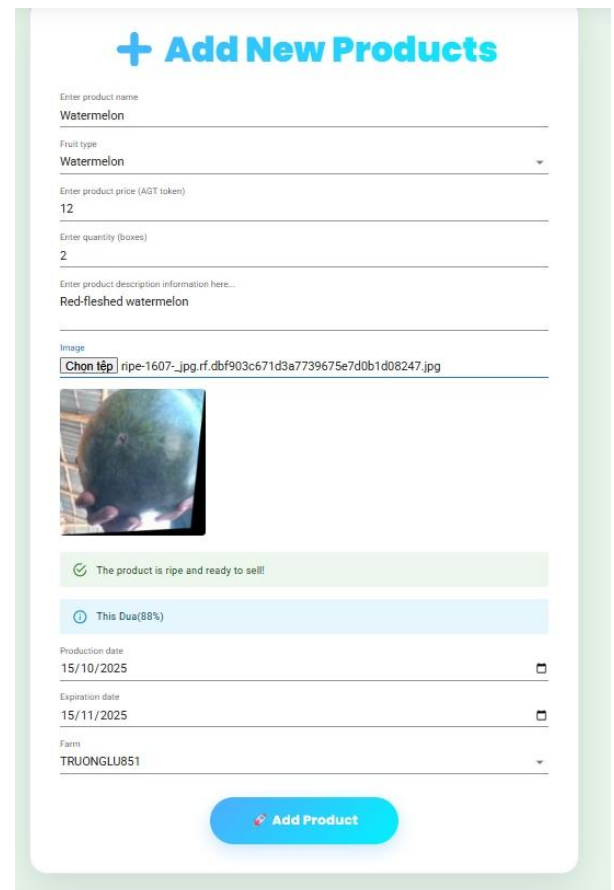 Add New Products
Enter product name
Watermelon
Fruit type
Watermelon
Enter product price (AGT token)
12
Enter quantity (boxes)
2
Enter product description information here...
Red-fleshed watermelon
Image
Chọn tệp ripe-1607-_jpg.rf.dbf903c671d3a7739675e7d0b1d08247.jpg
The product is ripe and ready to sell!
This Dua(88%)
Production date
15/10/2025
Expiration date
15/11/2025
Farm
TRUONGLU851
Add Product